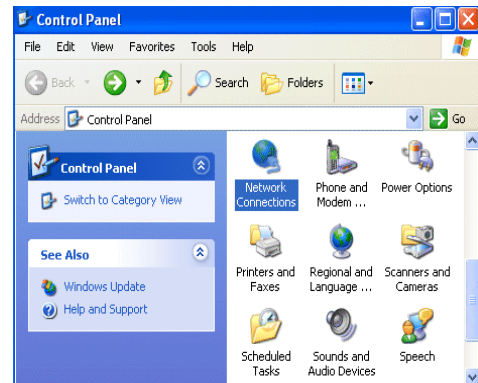 Control Panel
File Edit View Favorites Tools Help
Back Search Folders
Address Control Panel Go
Control Panel
Switch to Category View
See Also
Windows Update
Help and Support
Network
Connections
Phone and
Modem ...
Power Options
Printers and
Faxes
Regional and
Language ...
Scanners and
Cameras
Scheduled
Tasks
Sounds and
Audio Devices
Speech